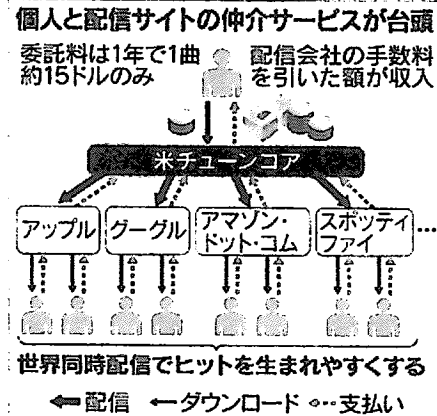 個人と配信サイトの仲介サービスが台頭
委託料は1年で1曲
約15ドルのみ
配信会社の手数料
を引いた額が収入
米チューンコア
アップル
グーグル
アマゾン・
ドット・コム
スポッティ
ファイ
…
世界同時配信でヒットを生まれやすくする
配信
ダウンロード
支払い